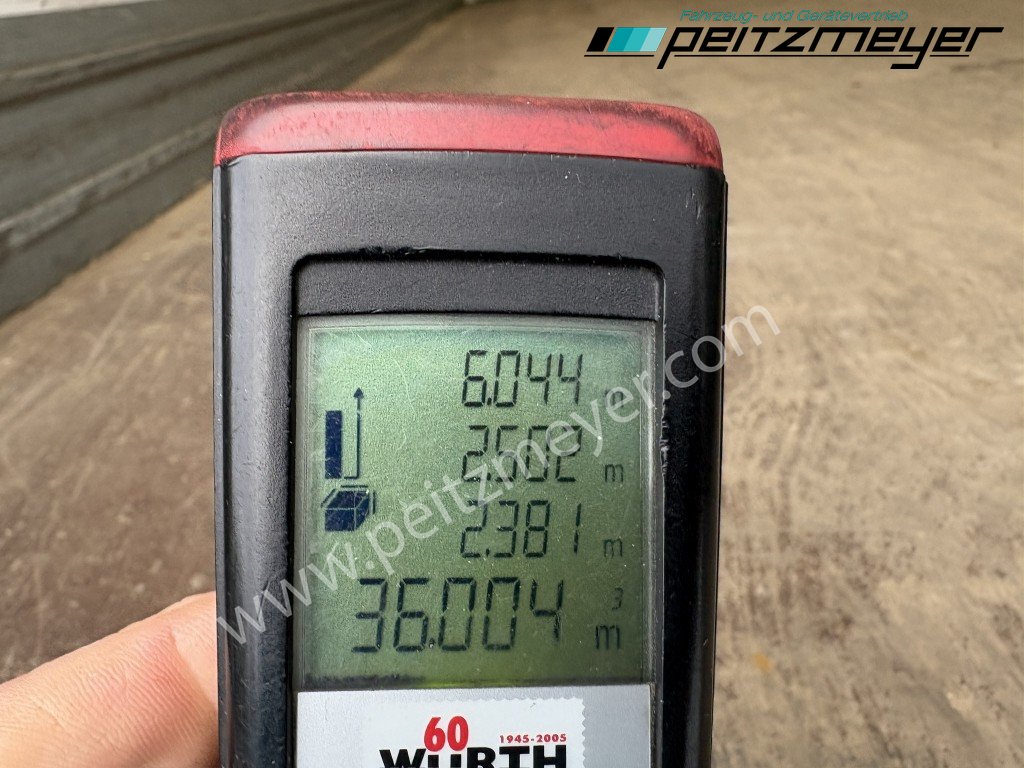 Fahrzeug- und Gerätevertrieb
peitzmeyer
6.044
2.502 m
2.381 m
36.004 m³
www.peitzmeyer.com
60 1945-2005
WÜRTH